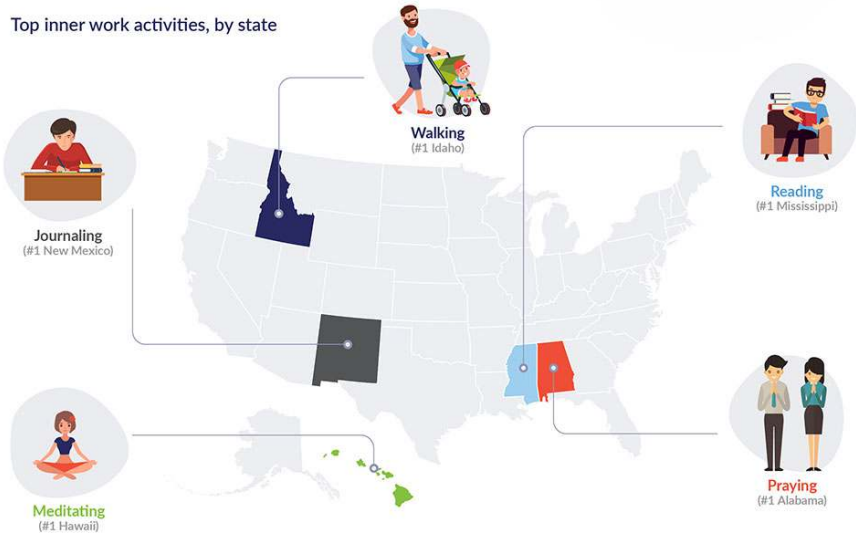 Top inner work activities, by state
Walking
(#1 Idaho)
Reading
(#1 Mississippi)
Journaling
(#1 New Mexico)
Meditating
(#1 Hawaii)
Praying
(#1 Alabama)